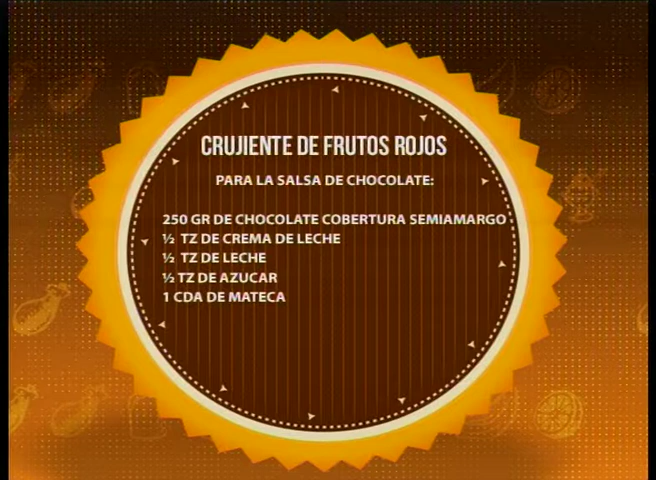 CRUJIENTE DE FRUTOS ROJOS
PARA LA SALSA DE CHOCOLATE:
250 GR DE CHOCOLATE COBERTURA SEMIAMARGO
½ TZ DE CREMA DE LECHE
½ TZ DE LECHE
½ TZ DE AZUCAR
1 CDA DE MATECA